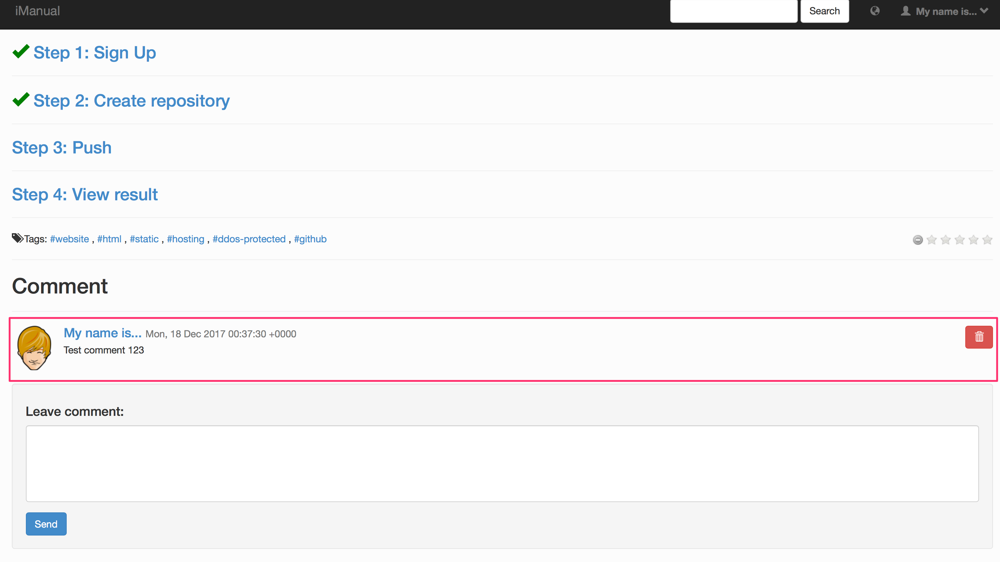 iManual
Search
My name is...
Step 1: Sign Up
Step 2: Create repository
Step 3: Push
Step 4: View result
Tags: #website , #html , #static , #hosting , #ddos-protected , #github
Comment
My name is... Mon, 18 Dec 2017 00:37:30 +0000
Test comment 123
Leave comment:
Send